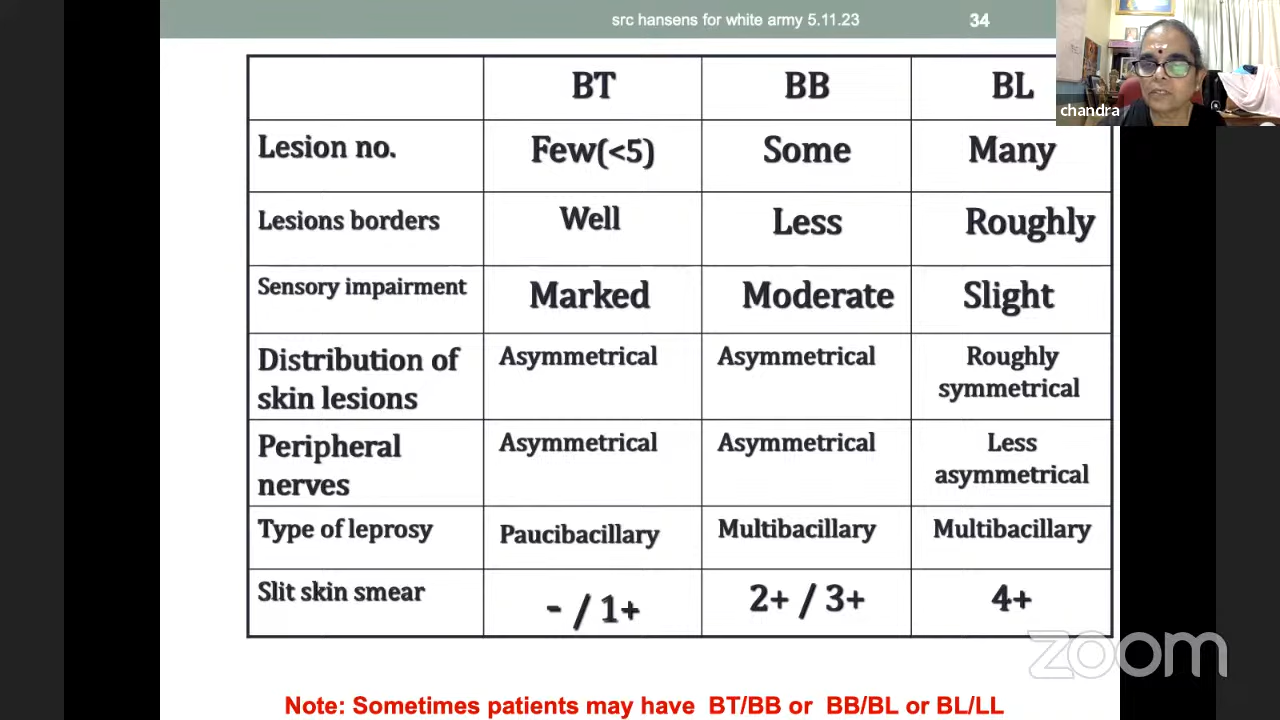 src hansens for white army 5.11.23 34
chandra
BT BB BL
Lesion no. Few(<5) Some Many
Lesions borders Well Less Roughly
Sensory impairment Marked Moderate Slight
Distribution of skin lesions Asymmetrical Asymmetrical Roughly symmetrical
Peripheral nerves Asymmetrical Asymmetrical Less asymmetrical
Type of leprosy Paucibacillary Multibacillary Multibacillary
Slit skin smear - / 1+ 2+ / 3+ 4+
zoom
Note: Sometimes patients may have BT/BB or BB/BL or BL/LL